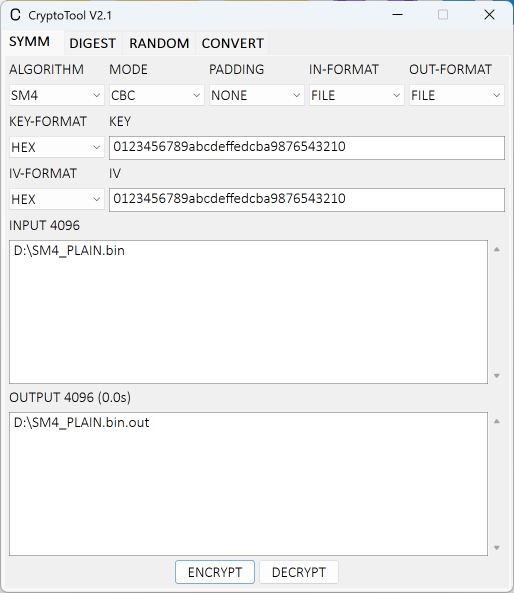 C CryptoTool V2.1
SYMM DIGEST RANDOM CONVERT
ALGORITHM MODE PADDING IN-FORMAT OUT-FORMAT
SM4 CBC NONE FILE FILE
KEY-FORMAT KEY
HEX 0123456789abcdeffedcba9876543210
IV-FORMAT IV
HEX 0123456789abcdeffedcba9876543210
INPUT 4096
D:\SM4_PLAIN.bin
OUTPUT 4096 (0.0s)
D:\SM4_PLAIN.bin.out
ENCRYPT DECRYPT